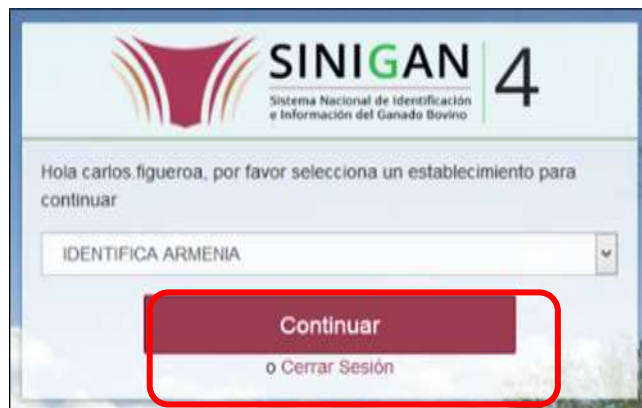 SINIGAN 4
Sistema Nacional de Identificación
e Información del Ganado Bovino
Hola carlos.figueroa, por favor selecciona un establecimiento para
continuar
IDENTIFICA ARMENIA
Continuar
o Cerrar Sesión